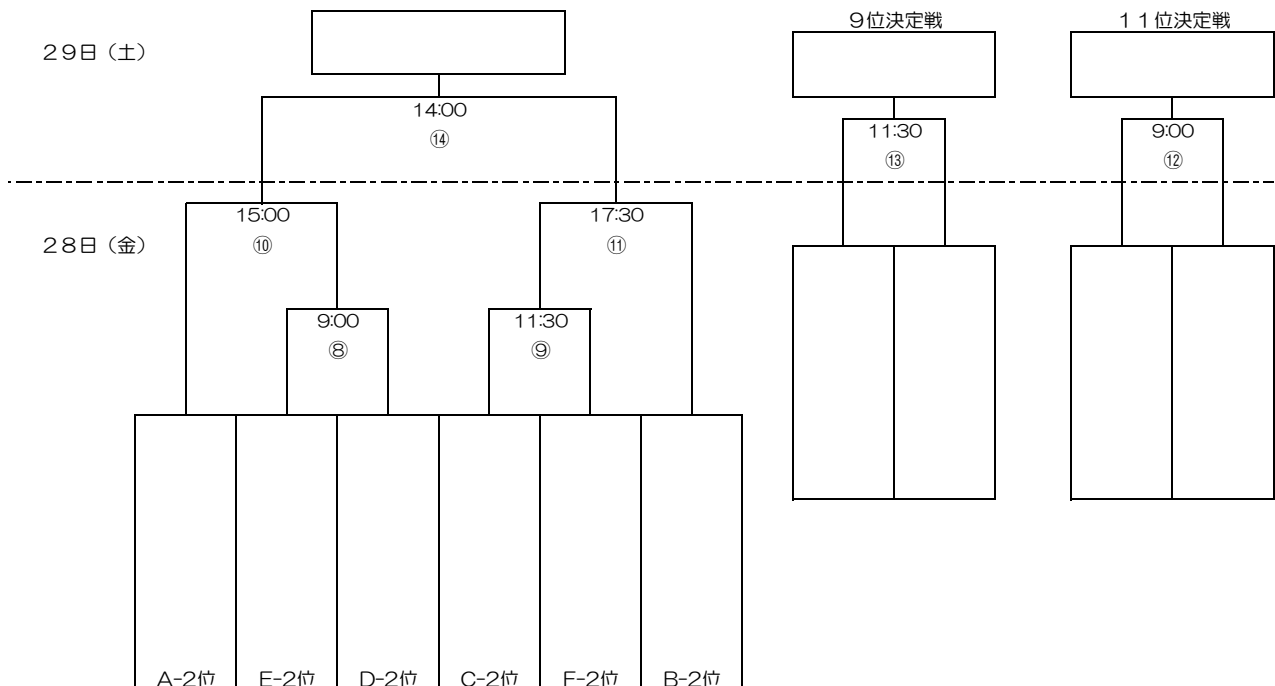 ９位決定戦
１１位決定戦
２９日（土）
14:00
⑭
11:30
⑬
9:00
⑫
15:00
⑩
17:30
⑪
２８日（金）
9:00
⑧
11:30
⑨
A-2位
E-2位
D-2位
C-2位
F-2位
B-2位